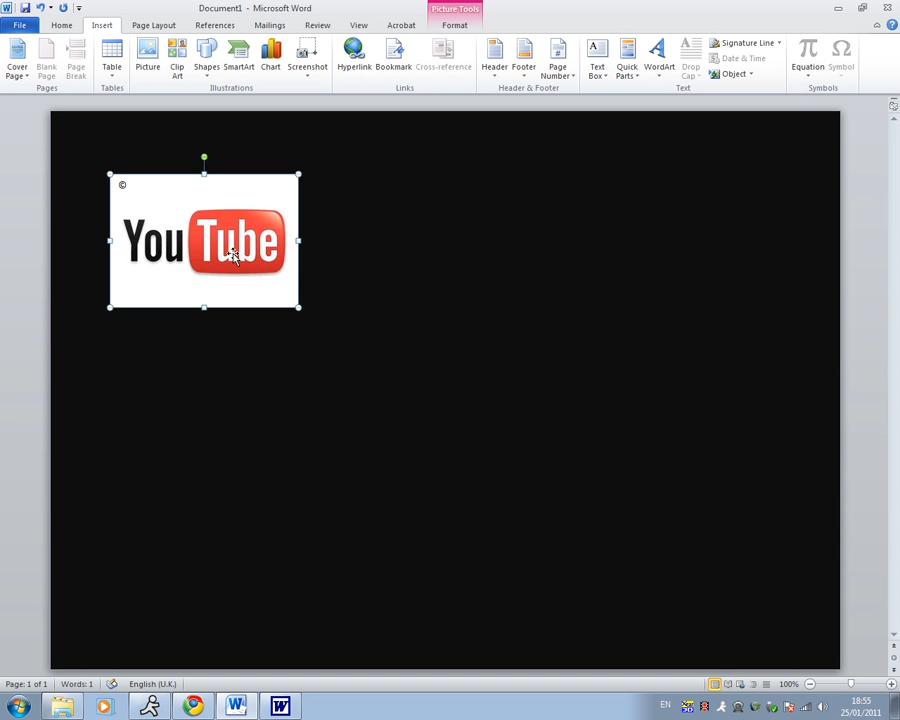 Document1 - Microsoft Word
Picture Tools
File Home Insert Page Layout References Mailings Review View Acrobat Format
Cover Page
Blank Page
Page Break
Pages
Table
Tables
Picture
Clip Art
Shapes
SmartArt
Chart
Screenshot
Illustrations
Hyperlink
Bookmark
Cross-reference
Links
Header
Footer
Page Number
Header & Footer
Text Box
Quick Parts
WordArt
Drop Cap
Signature Line
Date & Time
Object
Text
Equation
Symbol
Symbols
©
YouTube
Page: 1 of 1 Words: 1 English (U.K.) 100%
EN 18:55
25/01/2011